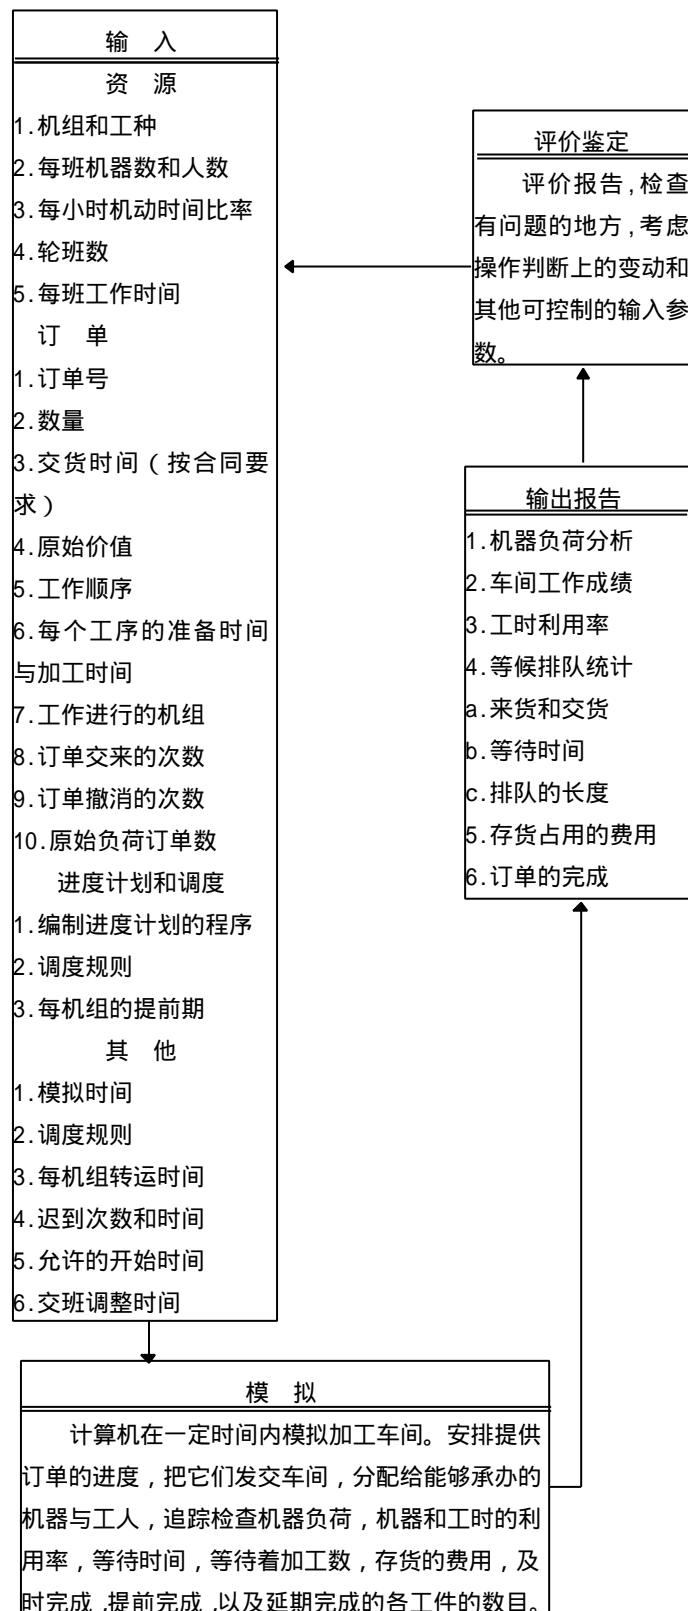 输 入
资 源
1.机组和工种
2.每班机器数和人数
3.每小时机动时间比率
4.轮班数
5.每班工作时间
订 单
1.订单号
2.数量
3.交货时间（按合同要
求）
4.原始价值
5.工作顺序
6.每个工序的准备时间
与加工时间
7.工作进行的机组
8.订单交来的次数
9.订单撤消的次数
10.原始负荷订单数
进度计划和调度
1.编制进度计划的程序
2.调度规则
3.每机组的提前期
其 他
1.模拟时间
2.调度规则
3.每机组转运时间
4.迟到次数和时间
5.允许的开始时间
6.交班调整时间
评价鉴定
评价报告,检查
有问题的地方,考虑
操作判断上的变动和
其他可控制的输入参
数。
输出报告
1.机器负荷分析
2.车间工作成绩
3.工时利用率
4.等候排队统计
a.来货和交货
b.等待时间
c.排队的长度
5.存货占用的费用
6.订单的完成
模 拟
计算机在一定时间内模拟加工车间。安排提供
订单的进度，把它们发交车间，分配给能够承办的
机器与工人，追踪检查机器负荷，机器和工时的利
用率，等待时间，等待着加工数，存货的费用，及
时完成,提前完成,以及延期完成的各工件的数目。